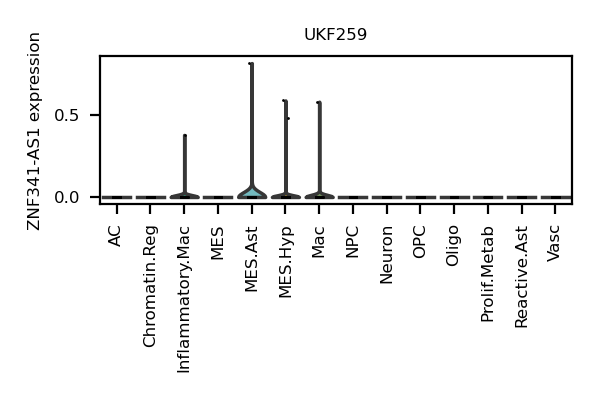 UKF259
ZNF341-AS1 expression
0.5
0.0
AC
Chromatin.Reg
Inflammatory.Mac
MES
MES.Ast
MES.Hyp
Mac
NPC
Neuron
OPC
Oligo
Prolif.Metab
Reactive.Ast
Vasc